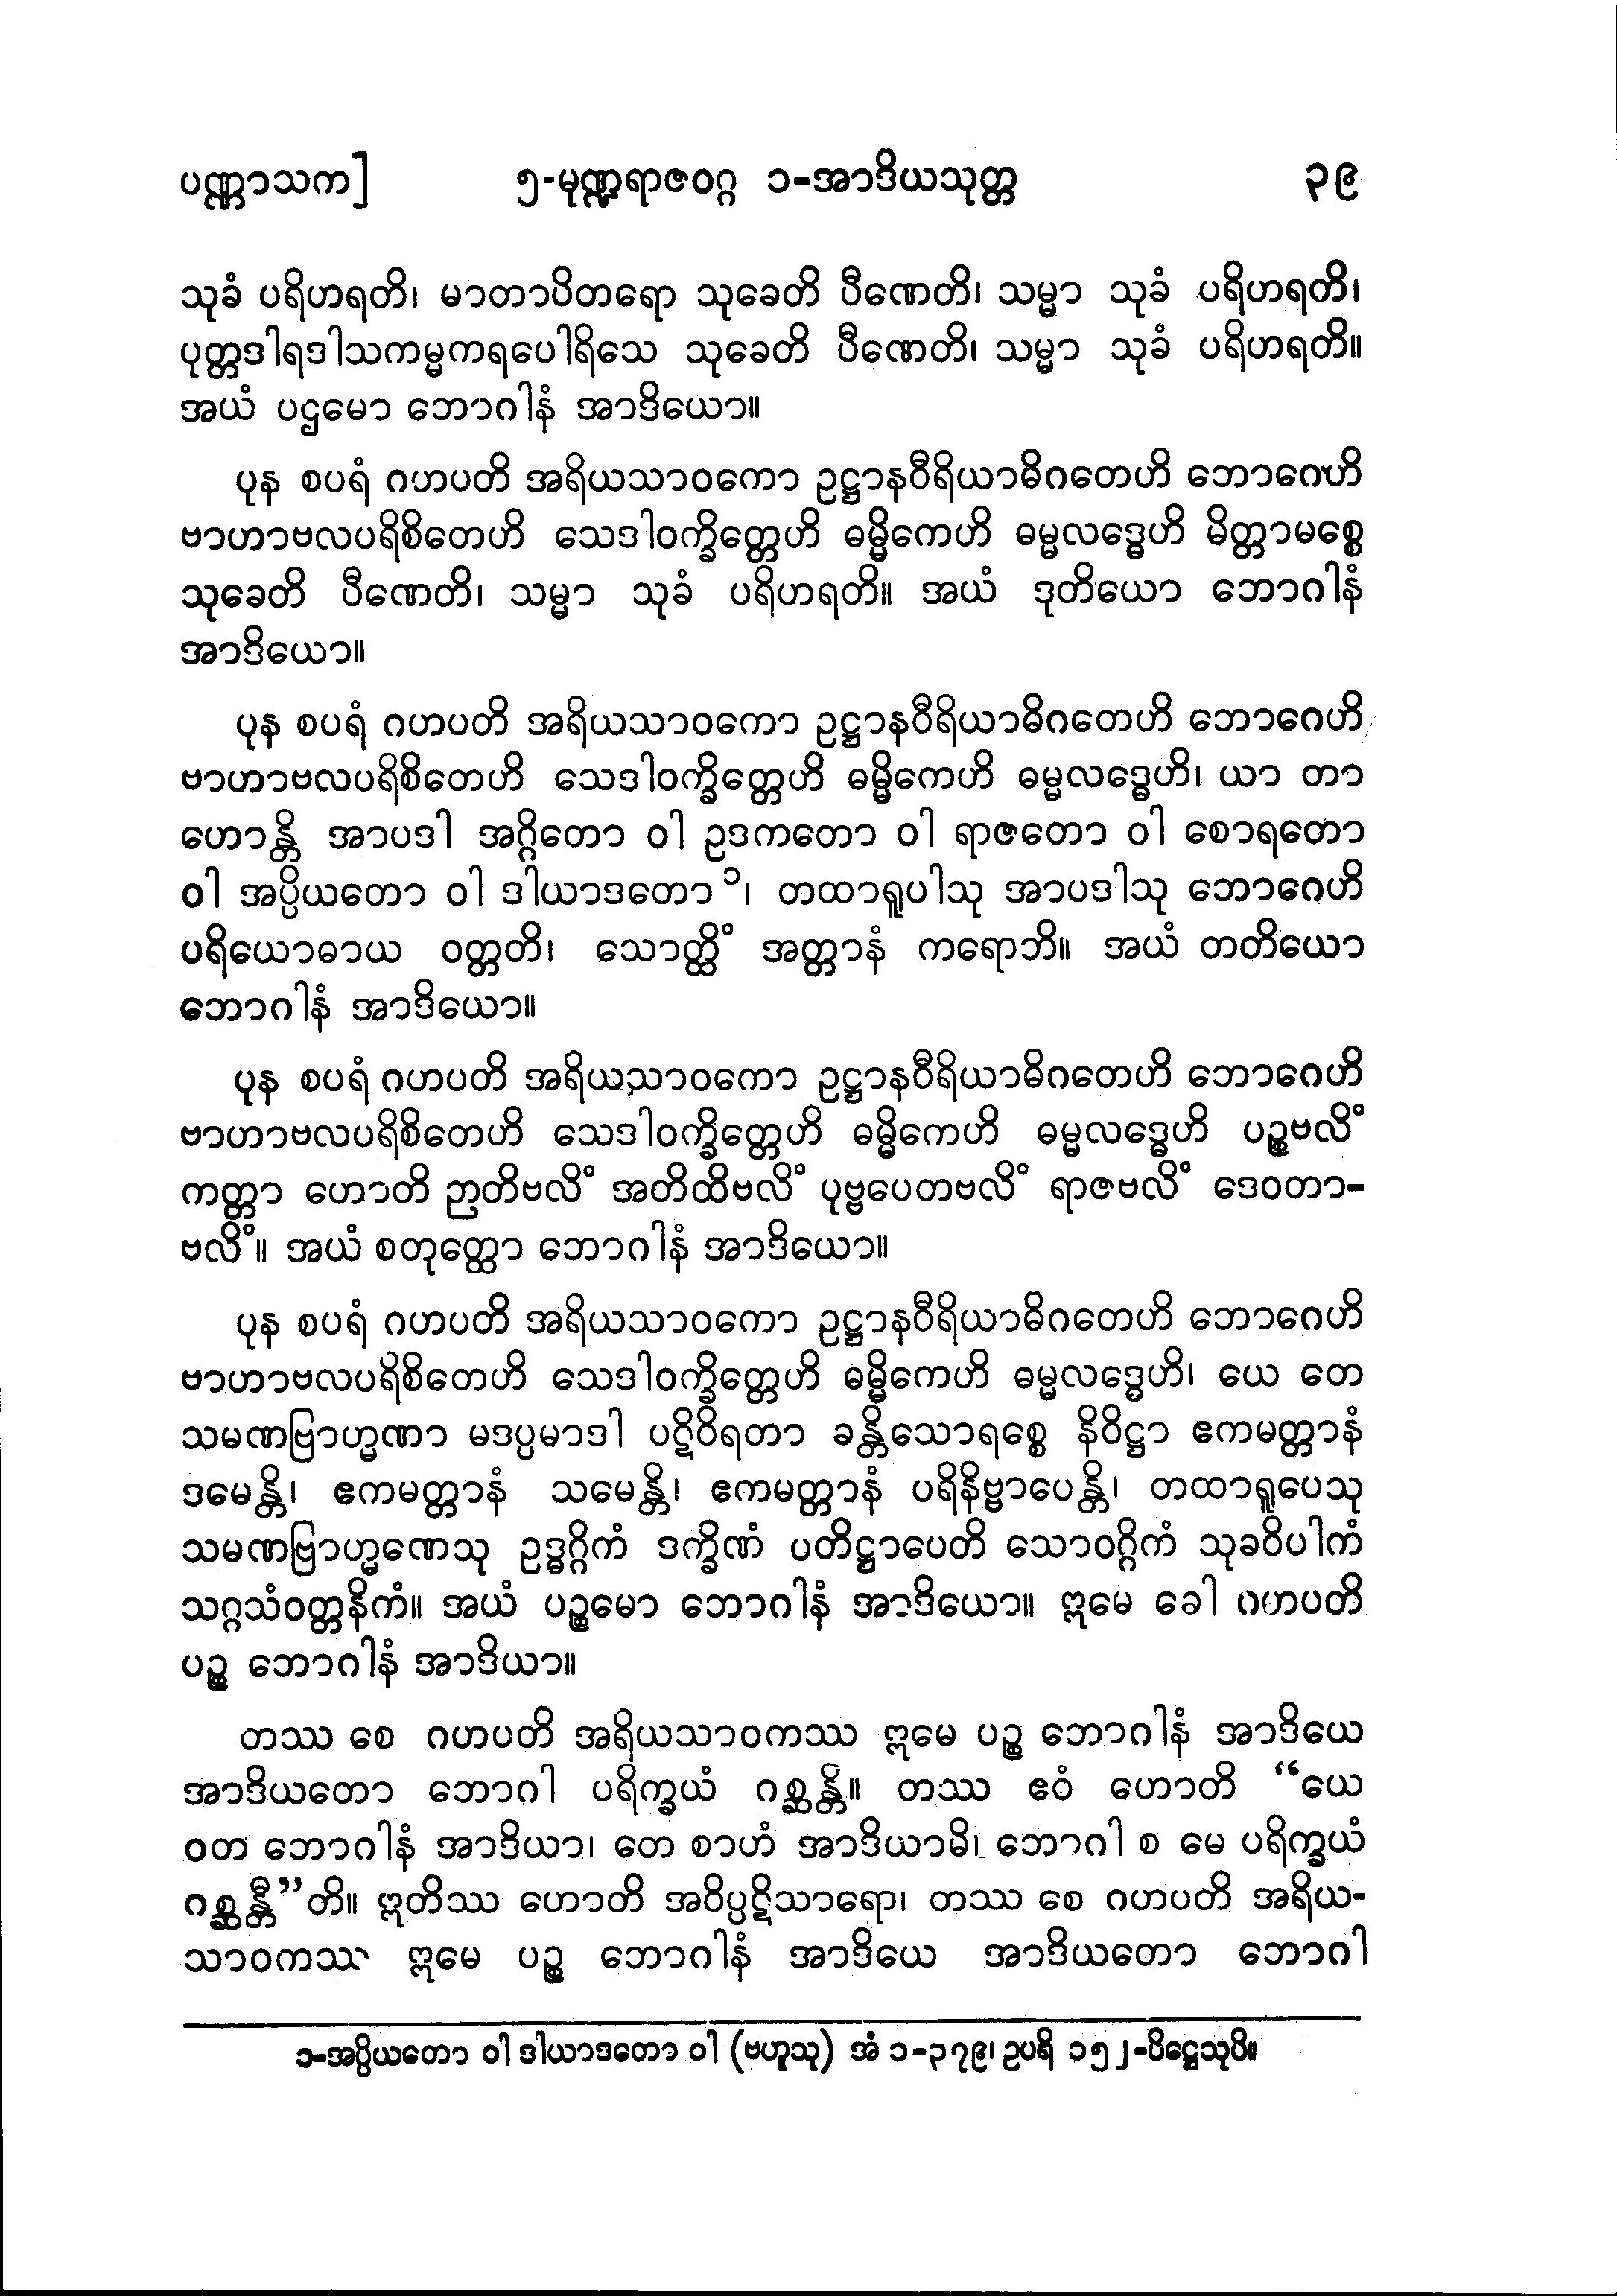 ပဏ္ဏာသက] ၅-မုဏ္ဍရာဇဝဂ္ဂ ၁-အာဒိယသုတ္တ ၃၉
သုခံ ပရိဟရတိ၊ မာတာပိတရော သုခေတိ ပီဏေတိ၊ သမ္မာ သုခံ ပရိဟရတိ၊
ပုတ္တဒါရဒါသကမ္မကရပေါရိသေ သုခေတိ ပီဏေတိ၊ သမ္မာ သုခံ ပရိဟရတိ။
အယံ ပဌမော ဘောဂါနံ အာဒိယော။
ပုန စပရံ ဂဟပတိ အရိယသာဝကော ဥဋ္ဌာနဝီရိယာဓိဂတေဟိ ဘောဂေဟိ
ဗာဟာဗလပရိစိတေဟိ သေဒါဝက္ခိတ္တေဟိ ဓမ္မိကေဟိ ဓမ္မလဒ္ဓေဟိ မိတ္တာမစ္စေ
သုခေတိ ပီဏေတိ၊ သမ္မာ သုခံ ပရိဟရတိ။ အယံ ဒုတိယော ဘောဂါနံ
အာဒိယော။
ပုန စပရံ ဂဟပတိ အရိယသာဝကော ဥဋ္ဌာနဝီရိယာဓိဂတေဟိ ဘောဂေဟိ
ဗာဟာဗလပရိစိတေဟိ သေဒါဝက္ခိတ္တေဟိ ဓမ္မိကေဟိ ဓမ္မလဒ္ဓေဟိ၊ ယာ တာ
ဟောန္တိ အာပဒါ အဂ္ဂိတော ဝါ ဥဒကတော ဝါ ရာဇတော ဝါ စောရတော
ဝါ အပ္ပိယတော ဝါ ဒါယာဒတော ၁၊ တထာရူပါသု အာပဒါသု ဘောဂေဟိ
ပရိယောဓာယ ဝတ္တတိ၊ သောတ္ထိံ အတ္တာနံ ကရောဘိ။ အယံ တတိယော
ဘောဂါနံ အာဒိယော။
ပုန စပရံ ဂဟပတိ အရိယသာဝကော ဥဋ္ဌာနဝီရိယာဓိဂတေဟိ ဘောဂေဟိ
ဗာဟာဗလပရိစိတေဟိ သေဒါဝက္ခိတ္တေဟိ ဓမ္မိကေဟိ ဓမ္မလဒ္ဓေဟိ ပဉ္စဗလိံ
ကတ္တာ ဟောတိ ဉာတိဗလိံ အတိထိဗလိံ ပုဗ္ဗပေတဗလိံ ရာဇဗလိံ ဒေဝတာ-
ဗလိံ။ အယံ စတုတ္ထော ဘောဂါနံ အာဒိယော။
ပုန စပရံ ဂဟပတိ အရိယသာဝကော ဥဋ္ဌာနဝီရိယာဓိဂတေဟိ ဘောဂေဟိ
ဗာဟာဗလပရိစိတေဟိ သေဒါဝက္ခိတ္တေဟိ ဓမ္မိကေဟိ ဓမ္မလဒ္ဓေဟိ၊ ယေ တေ
သမဏဗြာဟ္မဏာ မဒပ္ပမာဒါ ပဋိဝိရတာ ခန္တိသောရစ္စေ နိဝိဋ္ဌာ ဧကမတ္တာနံ
ဒမေန္တိ၊ ဧကမတ္တာနံ သမေန္တိ၊ ဧကမတ္တာနံ ပရိနိဗ္ဗာပေန္တိ၊ တထာရူပေသု
သမဏဗြာဟ္မဏေသု ဥဒ္ဓဂ္ဂိကံ ဒက္ခိဏံ ပတိဋ္ဌာပေတိ သောဝဂ္ဂိကံ သုခဝိပါကံ
သဂ္ဂသံဝတ္တနိကံ။ အယံ ပဉ္စမော ဘောဂါနံ အာဒိယော။ ဣမေ ခေါ ဂဟပတိ
ပဉ္စ ဘောဂါနံ အာဒိယာ။
တဿ စေ ဂဟပတိ အရိယသာဝကဿ ဣမေ ပဉ္စ ဘောဂါနံ အာဒိယေ
အာဒိယတော ဘောဂါ ပရိက္ခယံ ဂစ္ဆန္တိ။ တဿ ဧဝံ ဟောတိ “ယေ
ဝတ ဘောဂါနံ အာဒိယာ၊ တေ စာဟံ အာဒိယာမိ၊ ဘောဂါ စ မေ ပရိက္ခယံ
ဂစ္ဆန္တီ”တိ။ ဣတိဿ ဟောတိ အဝိပ္ပဋိသာရော၊ တဿ စေ ဂဟပတိ အရိယ-
သာဝကဿ ဣမေ ပဉ္စ ဘောဂါနံ အာဒိယေ အာဒိယတော ဘောဂါ
၁-အပ္ပိယတော ဝါ ဒါယာဒတော ဝါ (ဗဟူသု) အံ ၁-၃၇၉၊ ဥပရိ ၁၅၂-ပိဋ္ဌေသုပိ။